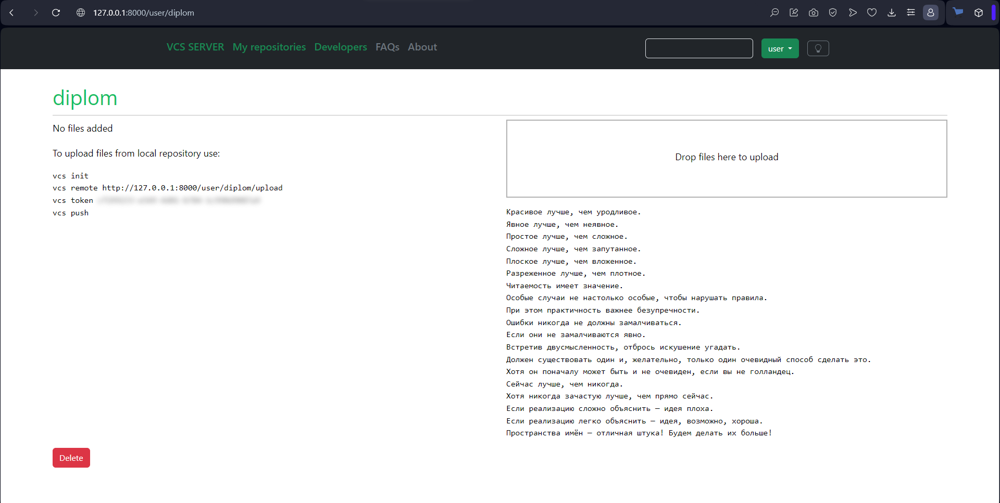 127.0.0.1:8000/user/diplom
VCS SERVER My repositories Developers FAQs About
user
diplom
No files added
To upload files from local repository use:
vcs init
vcs remote http://127.0.0.1:8000/user/diplom/upload
vcs token
vcs push
Delete
Drop files here to upload
Красивое лучше, чем уродливое.
Явное лучше, чем неявное.
Простое лучше, чем сложное.
Сложное лучше, чем запутанное.
Плоское лучше, чем вложенное.
Разреженное лучше, чем плотное.
Читаемость имеет значение.
Особые случаи не настолько особые, чтобы нарушать правила.
При этом практичность важнее безупречности.
Ошибки никогда не должны замалчиваться.
Если они не замалчиваются явно.
Встретив двусмысленность, отбрось искушение угадать.
Должен существовать один и, желательно, только один очевидный способ сделать это.
Хотя он поначалу может быть и не очевиден, если вы не голландец.
Сейчас лучше, чем никогда.
Хотя никогда зачастую лучше, чем прямо сейчас.
Если реализацию сложно объяснить — идея плоха.
Если реализацию легко объяснить — идея, возможно, хороша.
Пространства имён — отличная штука! Будем делать их больше!